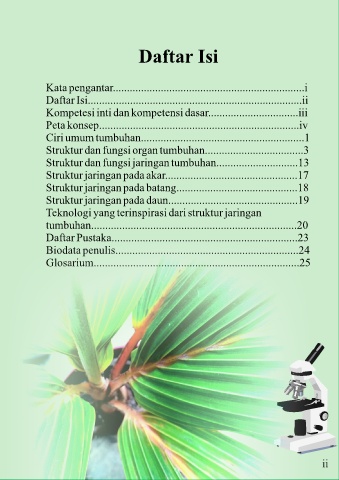 Daftar Isi
Kata pengantar..........................................................i
Daftar Isi.................................................................ii
Kompetesi inti dan kompetensi dasar...........................iii
Peta konsep.............................................................iv
Ciri umum tumbuhan..................................................1
Struktur dan fungsi organ tumbuhan..............................3
Struktur dan fungsi jaringan tumbuhan.........................13
Struktur jaringan pada akar........................................17
Struktur jaringan pada batang.....................................18
Struktur jaringan pada daun.......................................19
Teknologi yang terinspirasi dari struktur jaringan
tumbuhan...............................................................20
Daftar Pustaka.........................................................23
Biodata penulis........................................................24
Glosarium...............................................................25
ii